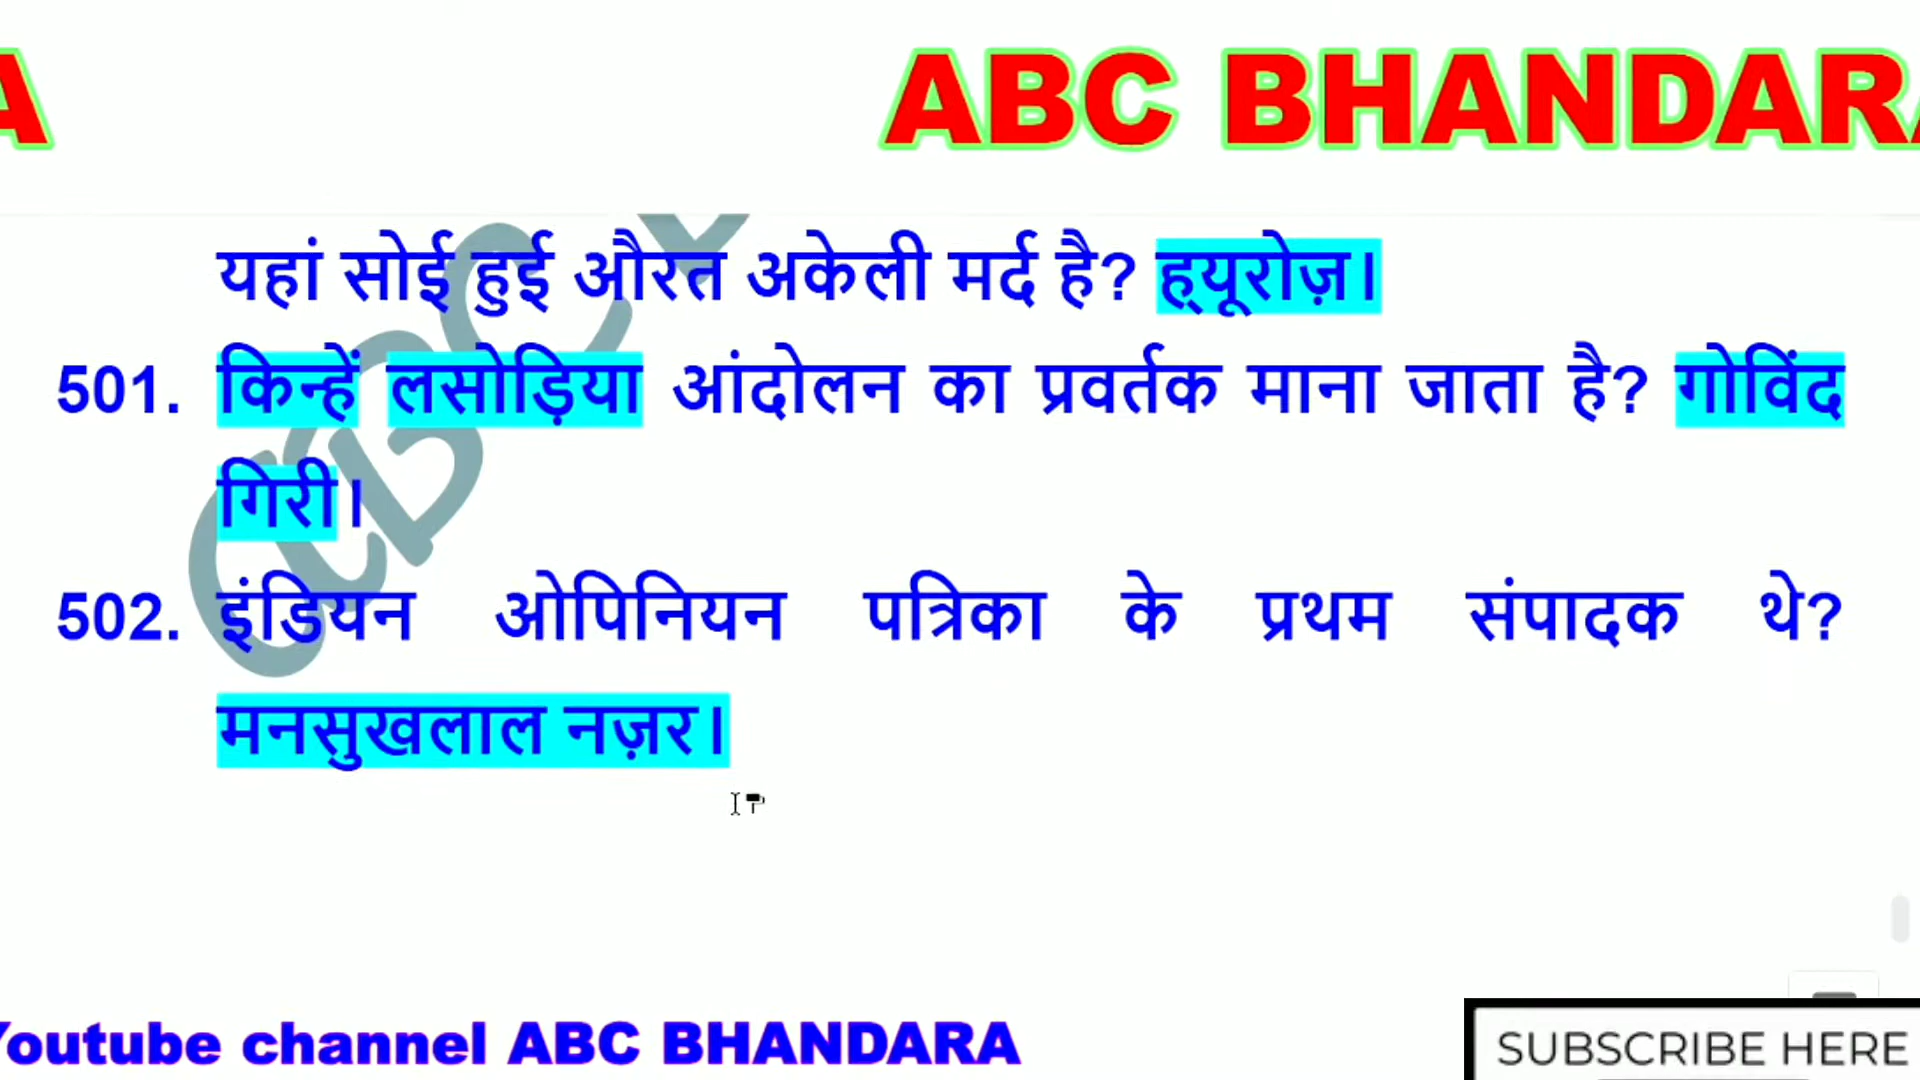 A ABC BHANDARA
यहां सोई हुई औरत अकेली मर्द है? ह्यूरोज़।
501. किन्हें लसोड़िया आंदोलन का प्रवर्तक माना जाता है? गोविंद
गिरी।
502. इंडियन ओपिनियन पत्रिका के प्रथम संपादक थे?
मनसुखलाल नज़र।
Youtube channel ABC BHANDARA
SUBSCRIBE HERE